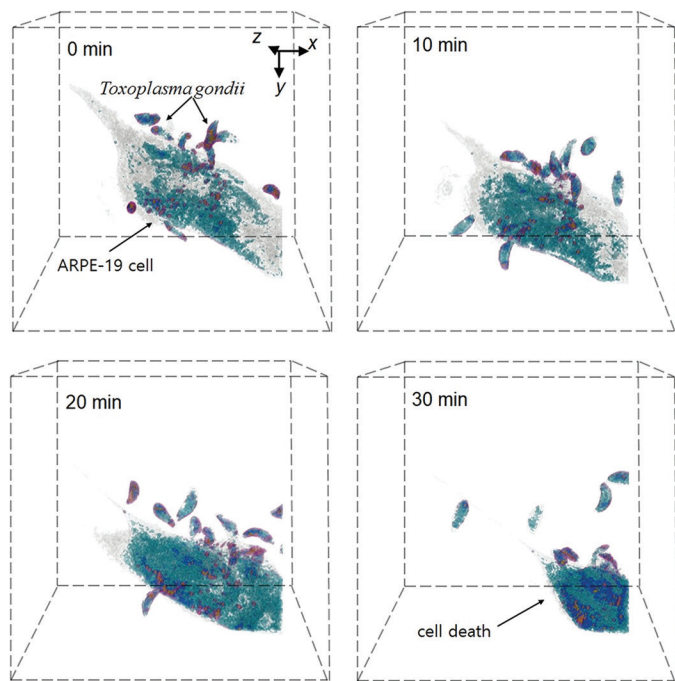 0 min
z
x
y
Toxoplasma gondii
ARPE-19 cell
10 min
20 min
30 min
cell death